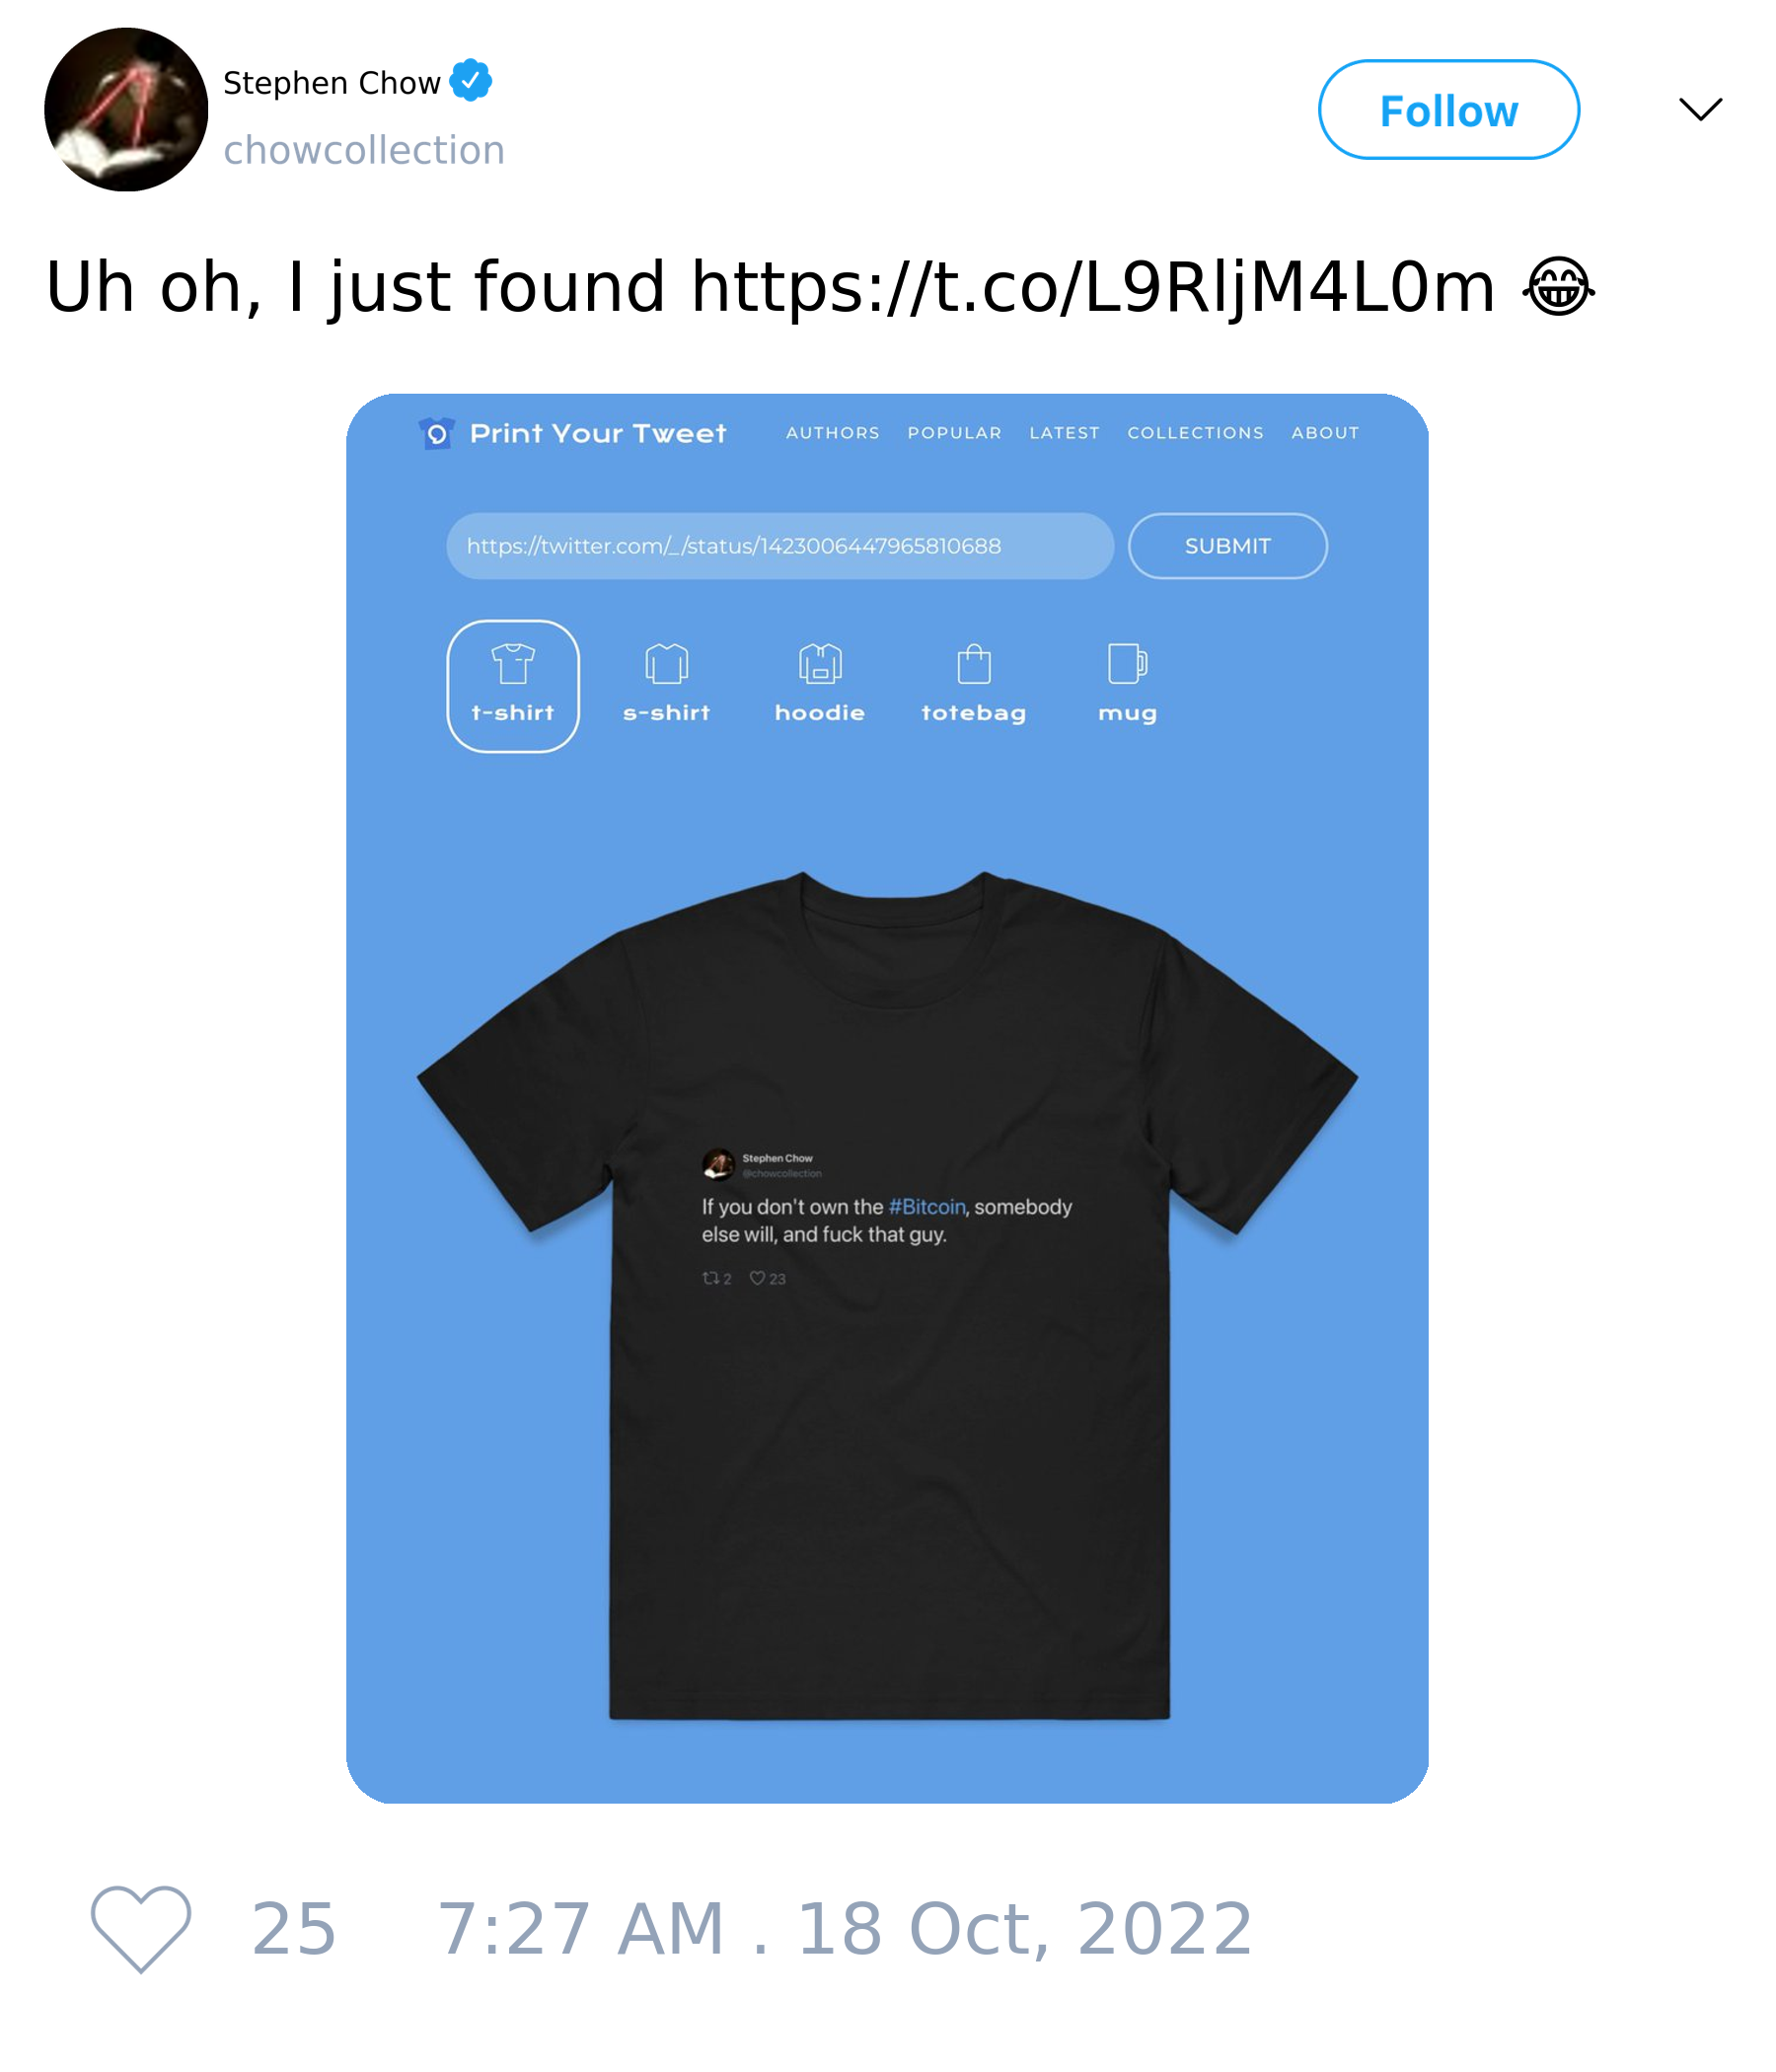 Stephen Chow
chowcollection
Follow
Uh oh, I just found https://t.co/L9RljM4L0m 😂
Print Your Tweet
AUTHORS POPULAR LATEST COLLECTIONS ABOUT
https://twitter.com/_/status/1423006447965810688
SUBMIT
t-shirt s-shirt hoodie totebag mug
Stephen Chow
@chowcollection
If you don't own the #Bitcoin, somebody
else will, and fuck that guy.
2 23
25 7:27 AM . 18 Oct, 2022